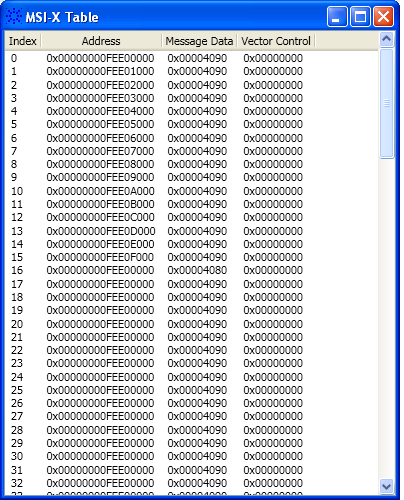 MSI-X Table
Index Address Message Data Vector Control
0 0x00000000FEE00000 0x00004090 0x00000000
1 0x00000000FEE01000 0x00004090 0x00000000
2 0x00000000FEE02000 0x00004090 0x00000000
3 0x00000000FEE03000 0x00004090 0x00000000
4 0x00000000FEE04000 0x00004090 0x00000000
5 0x00000000FEE05000 0x00004090 0x00000000
6 0x00000000FEE06000 0x00004090 0x00000000
7 0x00000000FEE07000 0x00004090 0x00000000
8 0x00000000FEE08000 0x00004090 0x00000000
9 0x00000000FEE09000 0x00004090 0x00000000
10 0x00000000FEE0A000 0x00004090 0x00000000
11 0x00000000FEE0B000 0x00004090 0x00000000
12 0x00000000FEE0C000 0x00004090 0x00000000
13 0x00000000FEE0D000 0x00004090 0x00000000
14 0x00000000FEE0E000 0x00004090 0x00000000
15 0x00000000FEE0F000 0x00004090 0x00000000
16 0x00000000FEE00000 0x00004080 0x00000000
17 0x00000000FEE00000 0x00004090 0x00000000
18 0x00000000FEE00000 0x00004090 0x00000000
19 0x00000000FEE00000 0x00004090 0x00000000
20 0x00000000FEE00000 0x00004090 0x00000000
21 0x00000000FEE00000 0x00004090 0x00000000
22 0x00000000FEE00000 0x00004090 0x00000000
23 0x00000000FEE00000 0x00004090 0x00000000
24 0x00000000FEE00000 0x00004090 0x00000000
25 0x00000000FEE00000 0x00004090 0x00000000
26 0x00000000FEE00000 0x00004090 0x00000000
27 0x00000000FEE00000 0x00004090 0x00000000
28 0x00000000FEE00000 0x00004090 0x00000000
29 0x00000000FEE00000 0x00004090 0x00000000
30 0x00000000FEE00000 0x00004090 0x00000000
31 0x00000000FEE00000 0x00004090 0x00000000
32 0x00000000FEE00000 0x00004090 0x00000000